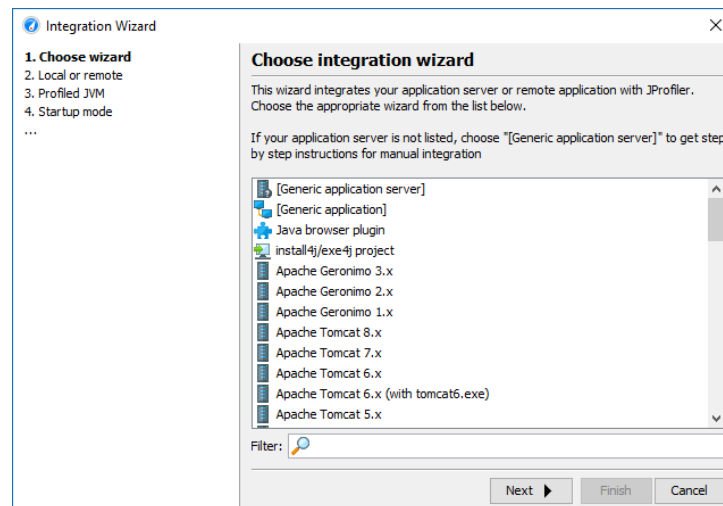 Integration Wizard
1. Choose wizard
2. Local or remote
3. Profiled JVM
4. Startup mode
...
Choose integration wizard
This wizard integrates your application server or remote application with JProfiler.
Choose the appropriate wizard from the list below.
If your application server is not listed, choose "[Generic application server]" to get step
by step instructions for manual integration
[Generic application server]
[Generic application]
Java browser plugin
install4j/exe4j project
Apache Geronimo 3.x
Apache Geronimo 2.x
Apache Geronimo 1.x
Apache Tomcat 8.x
Apache Tomcat 7.x
Apache Tomcat 6.x
Apache Tomcat 6.x (with tomcat6.exe)
Apache Tomcat 5.x
Filter:
Next
Finish
Cancel